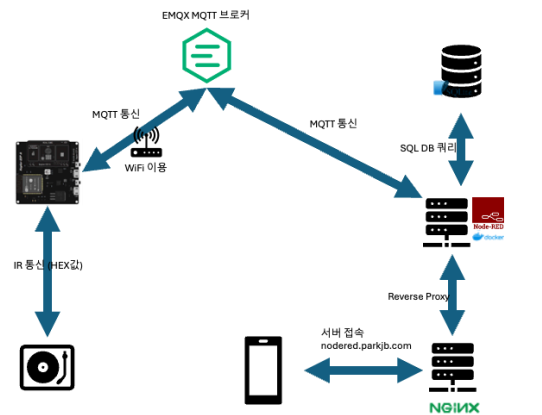 EMQX MQTT 브로커
MQTT 통신
MQTT 통신
WiFi 이용
SQL DB 쿼리
Node-RED
docker
IR 통신 (HEX값)
Reverse Proxy
서버 접속
nodered.parkjb.com
NGINX